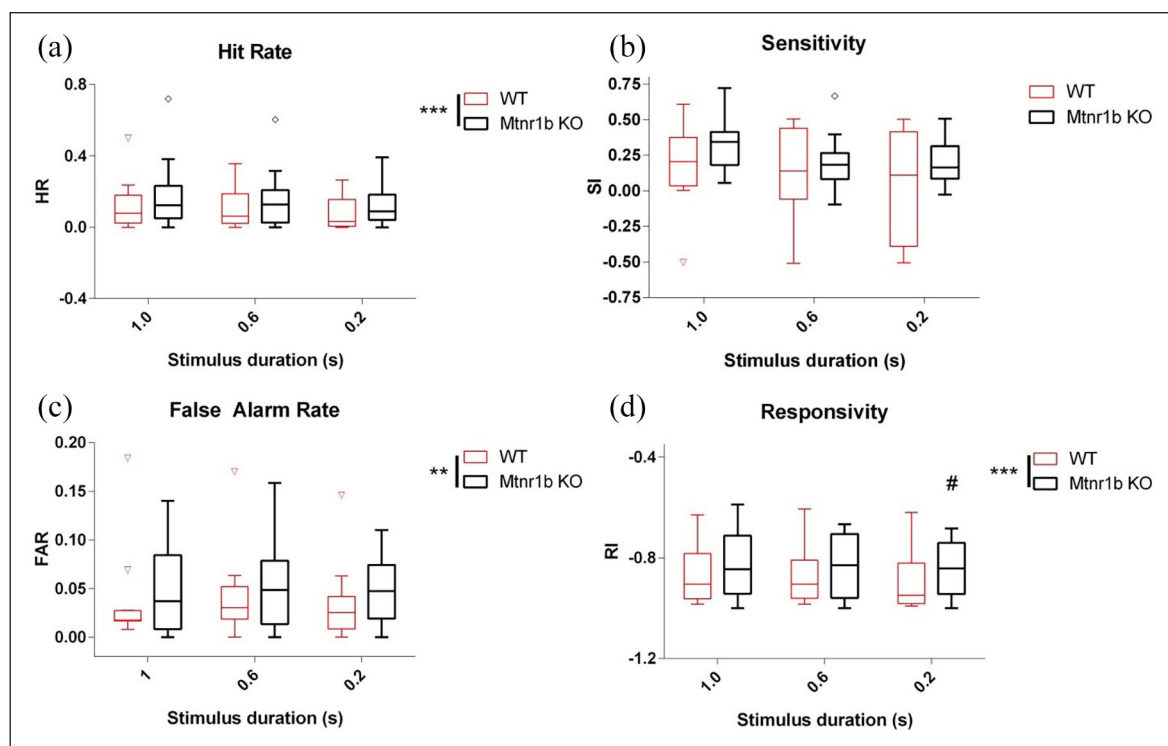 (a)
Hit Rate
0.8
0.4
0.0
-0.4
HR
1.0
0.6
0.2
Stimulus duration (s)
***
WT
Mtnr1b KO
(b)
Sensitivity
0.75
0.50
0.25
0.00
-0.25
-0.50
-0.75
SI
1.0
0.6
0.2
Stimulus duration (s)
WT
Mtnr1b KO
(c)
False Alarm Rate
0.20
0.15
0.10
0.05
0.00
FAR
1
0.6
0.2
Stimulus duration (s)
**
WT
Mtnr1b KO
(d)
Responsivity
-0.4
-0.8
-1.2
RI
#
1.0
0.6
0.2
Stimulus duration (s)
***
WT
Mtnr1b KO